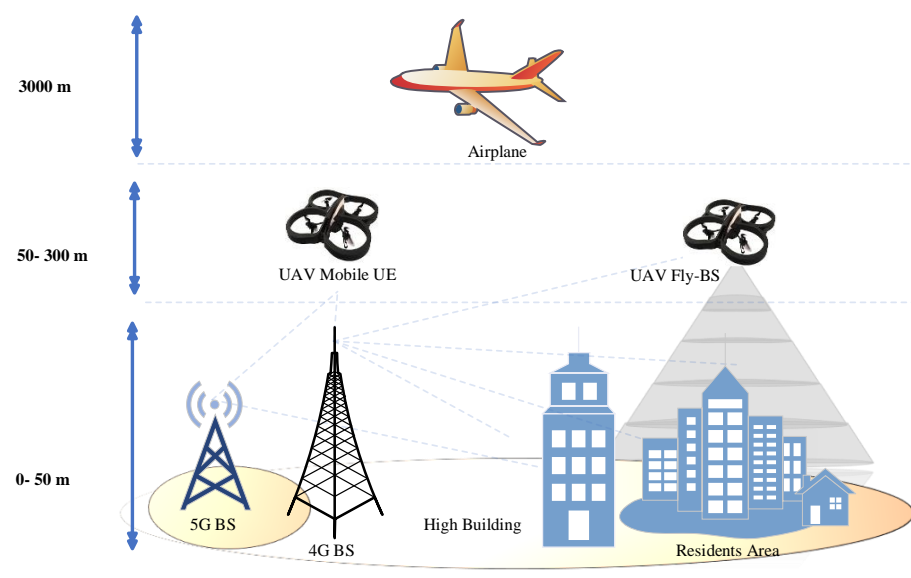 3000 m
Airplane
50- 300 m
UAV Mobile UE
UAV Fly-BS
0- 50 m
5G BS
4G BS
High Building
Residents Area